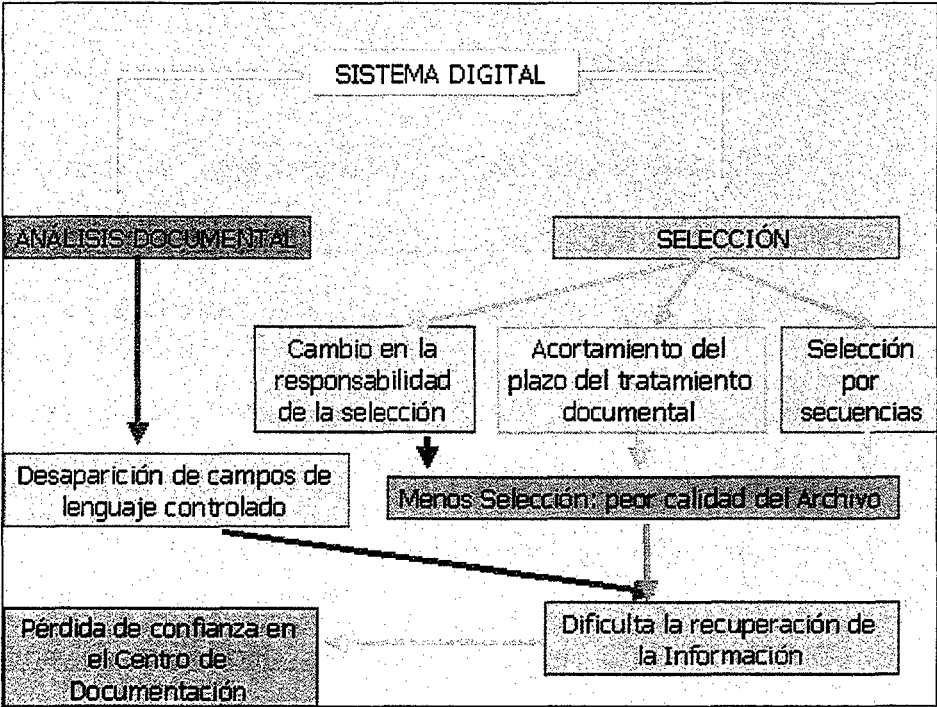 SISTEMA DIGITAL
ANÁLISIS DOCUMENTAL
SELECCIÓN
Cambio en la
responsabilidad
de la selección
Acortamiento del
plazo del tratamiento
documental
Selección
por
secuencias
Desaparición de campos de
lenguaje controlado
Menos Selección: peor calidad del Archivo
Pérdida de confianza en
el Centro de
Documentación
Dificulta la recuperación de
la Información